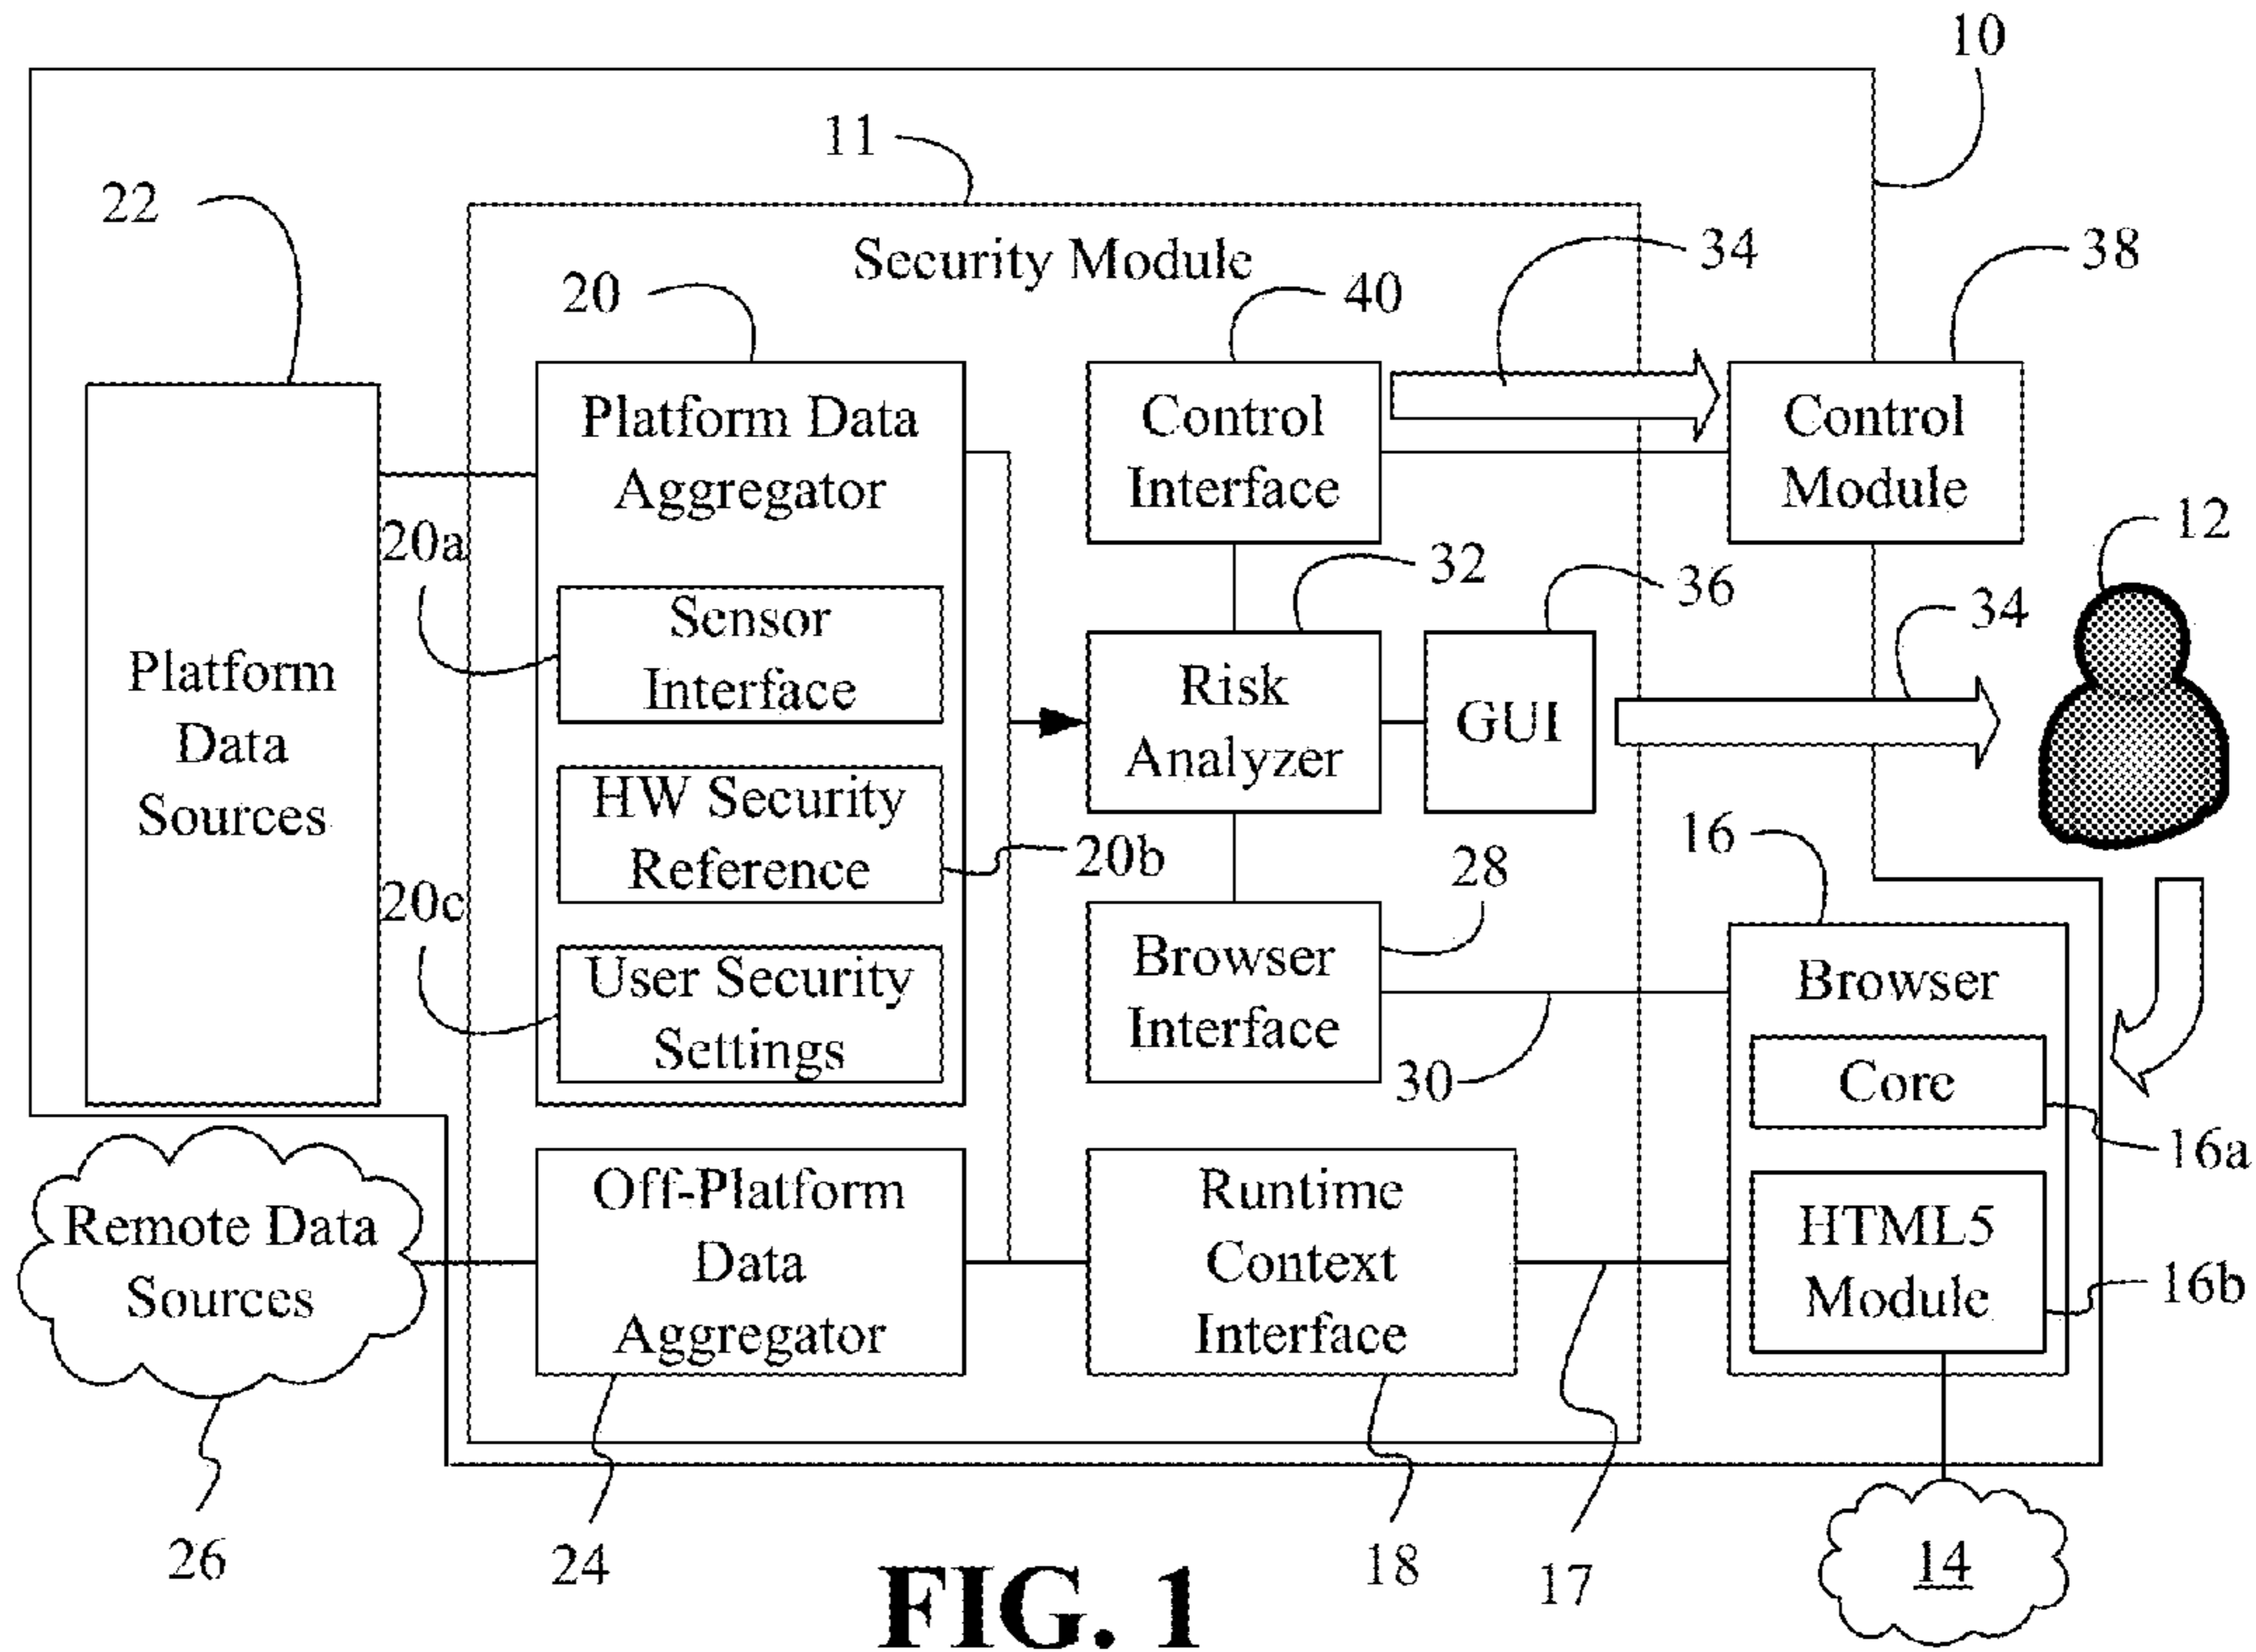 10
11
22
Security Module
34
38
20
40
Platform Data
Aggregator
Control
Interface
Control
Module
12
20a
32
36
34
Sensor
Interface
Platform
Data
Sources
Risk
Analyzer
GUI
HW Security
Reference
16
20b
28
20c
User Security
Settings
Browser
Interface
Browser
30
Core
16a
Remote Data
Sources
Off-Platform
Data
Aggregator
Runtime
Context
Interface
HTML5
Module
16b
26
24
18
17
14
FIG. 1